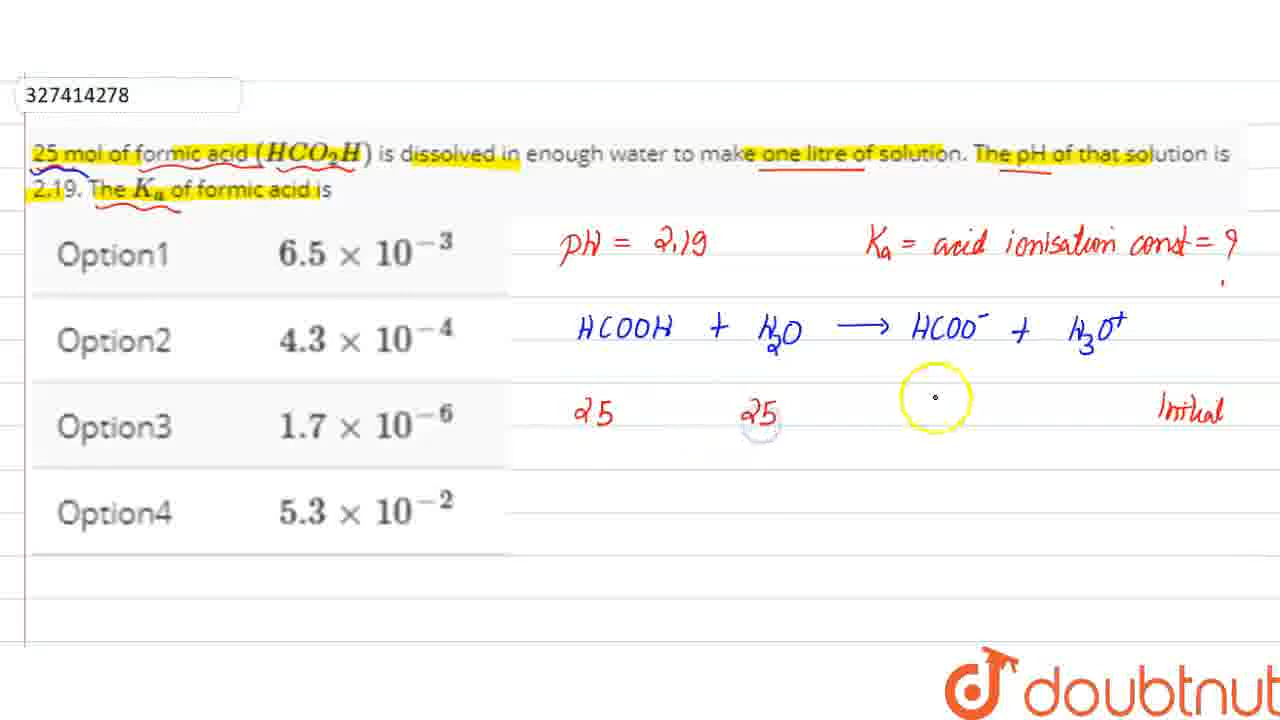 327414278
25 mol of formic acid (HCO₂H) is dissolved in enough water to make one litre of solution. The pH of that solution is
2.19. The Kₐ of formic acid is
Option1 6.5 × 10⁻³
pH = 2.19 Kₐ = acid ionisation const = ?
Option2 4.3 × 10⁻⁴
HCOOH + H₂O → HCOO⁻ + H₃O⁺
Option3 1.7 × 10⁻⁶
25 25 Initial
Option4 5.3 × 10⁻²
doubtnut